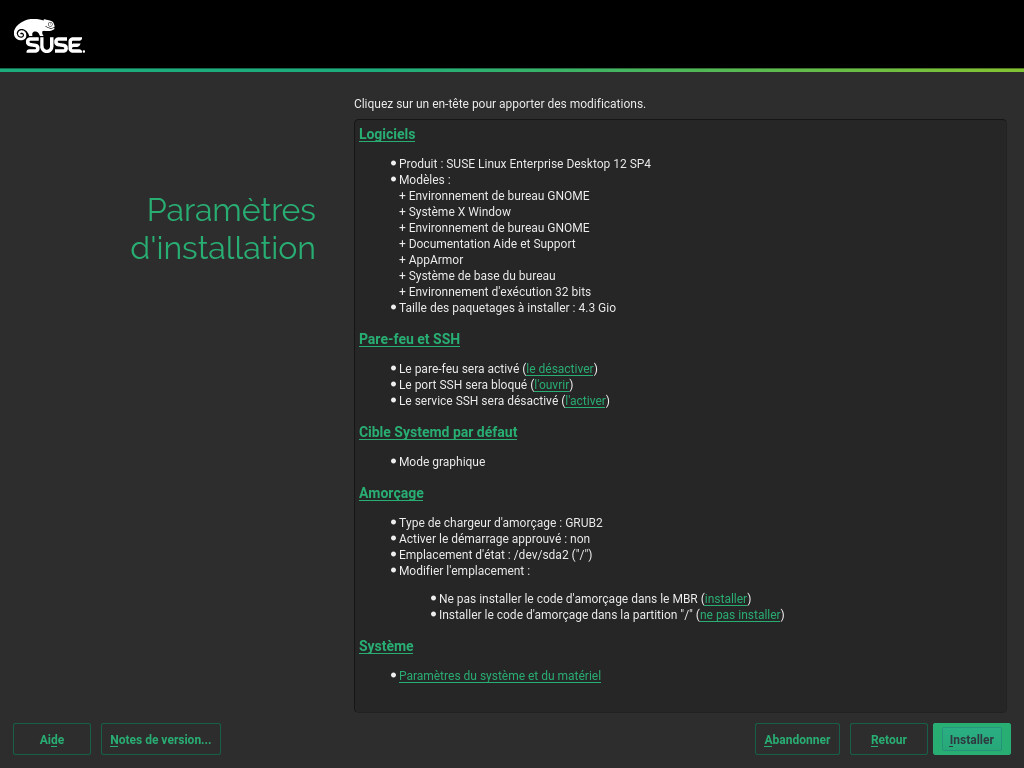 SUSE.
Cliquez sur un en-tête pour apporter des modifications.
Paramètres
d'installation
Logiciels
Produit : SUSE Linux Enterprise Desktop 12 SP4
Modèles :
+ Environnement de bureau GNOME
+ Système X Window
+ Environnement de bureau GNOME
+ Documentation Aide et Support
+ AppArmor
+ Système de base du bureau
+ Environnement d'exécution 32 bits
Taille des paquetages à installer : 4.3 Gio
Pare-feu et SSH
Le pare-feu sera activé (le désactiver)
Le port SSH sera bloqué (l'ouvrir)
Le service SSH sera désactivé (l'activer)
Cible Systemd par défaut
Mode graphique
Amorçage
Type de chargeur d'amorçage : GRUB2
Activer le démarrage approuvé : non
Emplacement d'état : /dev/sda2 ("/")
Modifier l'emplacement :
Ne pas installer le code d'amorçage dans le MBR (installer)
Installer le code d'amorçage dans la partition "/" (ne pas installer)
Système
Paramètres du système et du matériel
Aide
Notes de version...
Abandonner
Retour
Installer